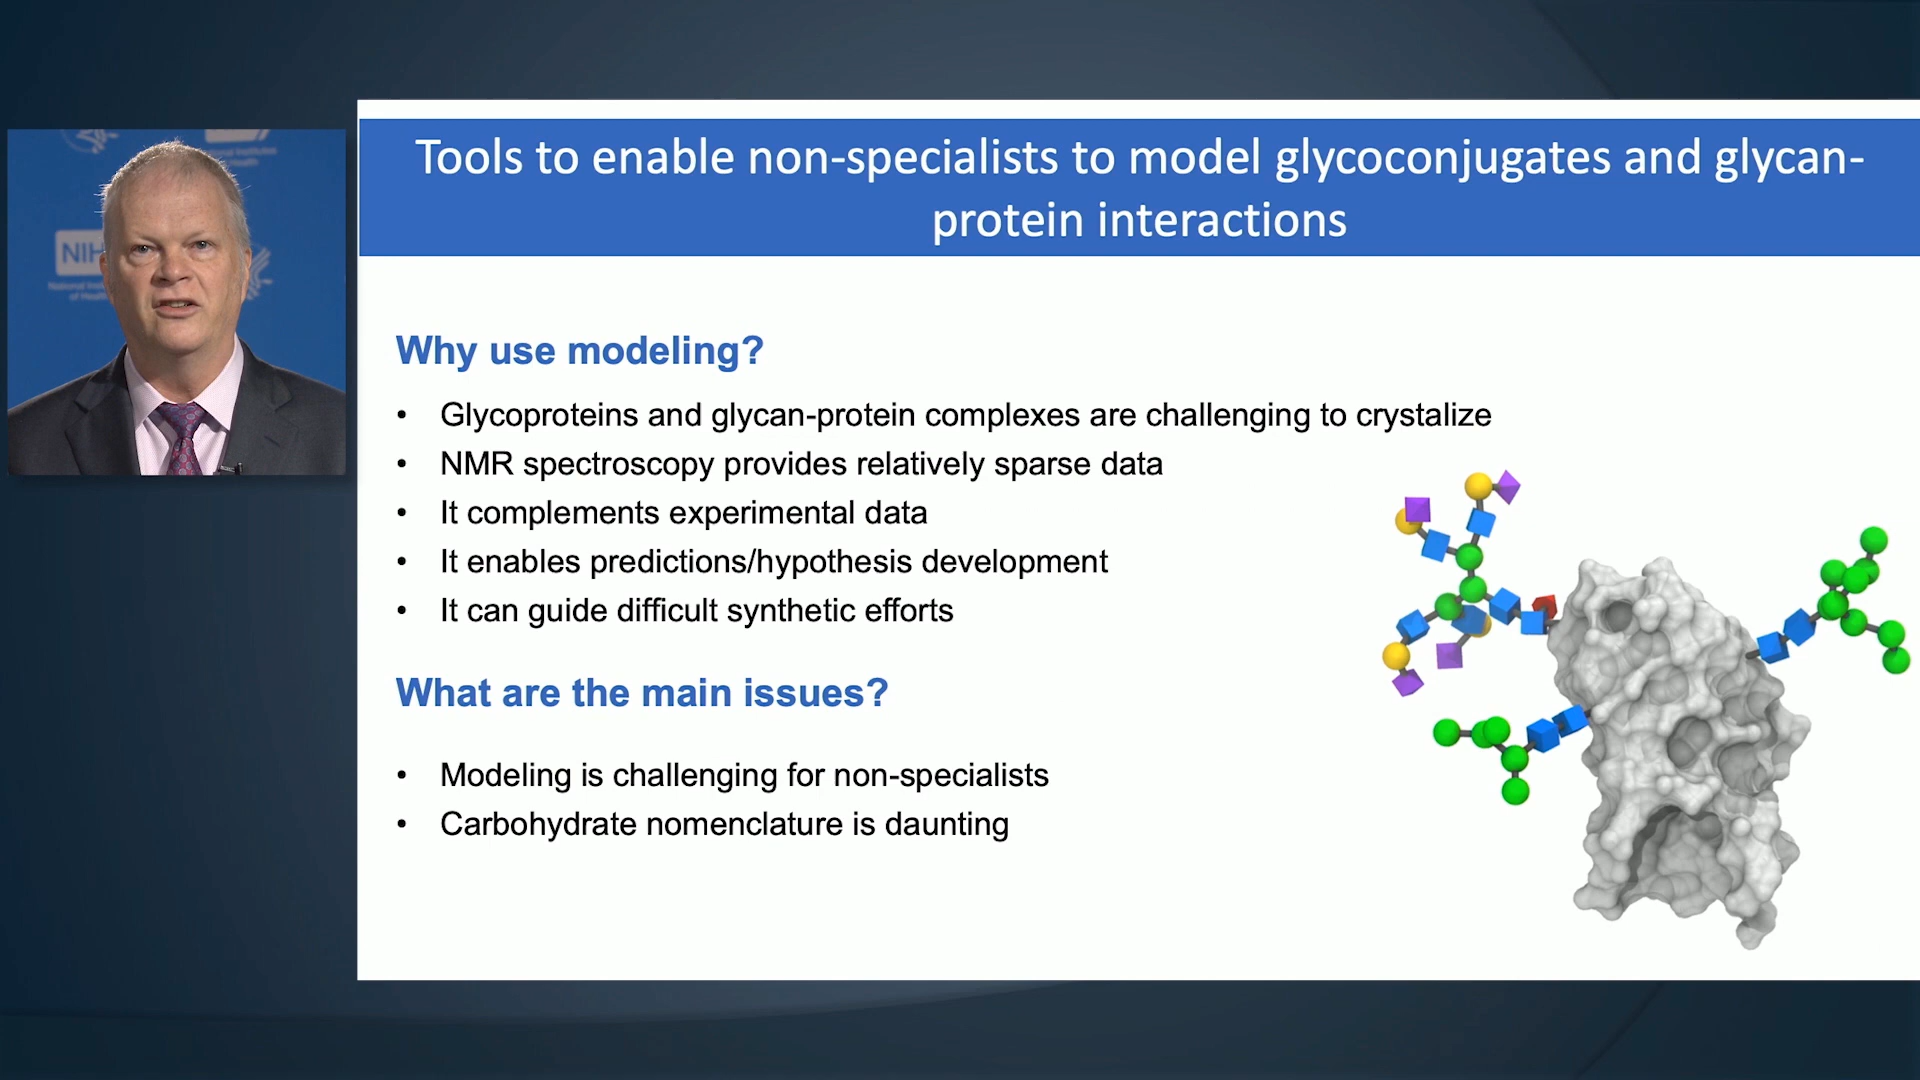 Tools to enable non-specialists to model glycoconjugates and glycan-
protein interactions
NIH
Why use modeling?
• Glycoproteins and glycan-protein complexes are challenging to crystalize
• NMR spectroscopy provides relatively sparse data
• It complements experimental data
• It enables predictions/hypothesis development
• It can guide difficult synthetic efforts
What are the main issues?
• Modeling is challenging for non-specialists
• Carbohydrate nomenclature is daunting